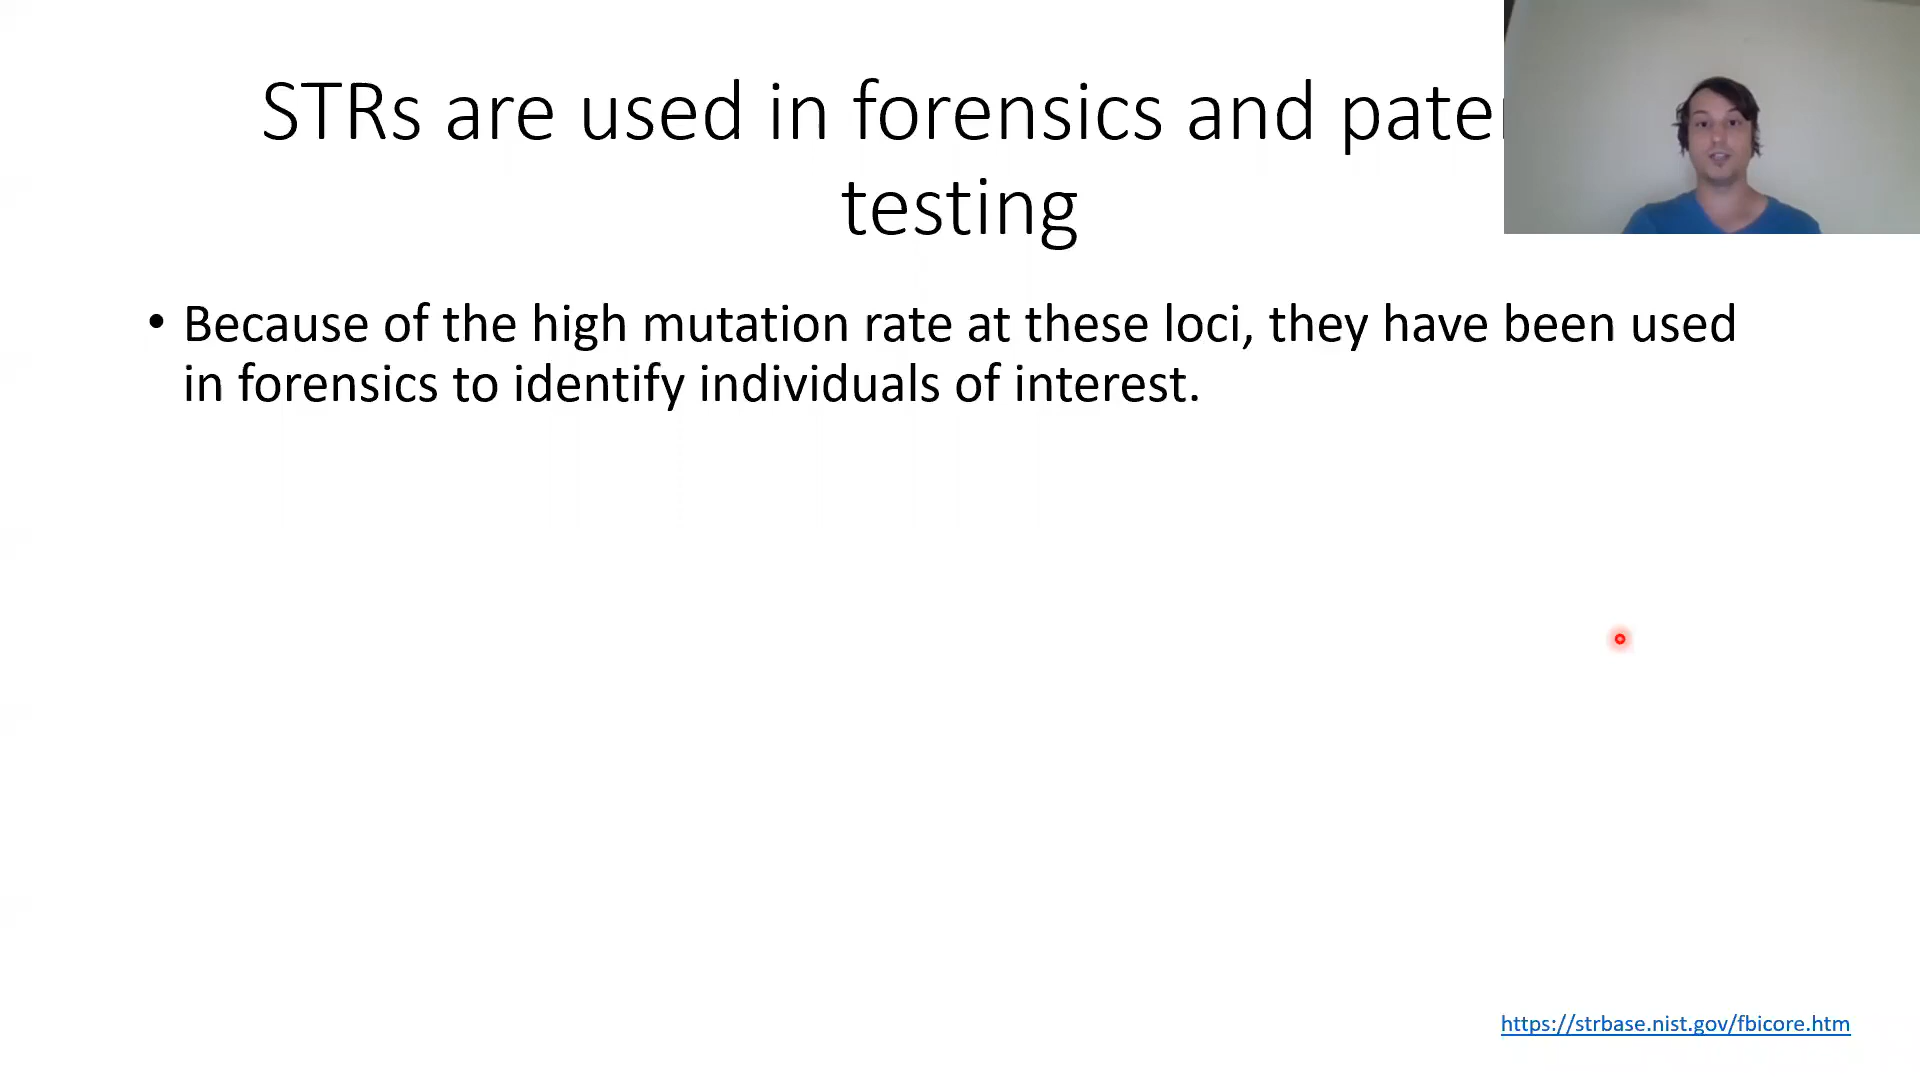 STRs are used in forensics and
testing
• Because of the high mutation rate at these loci, they have been used
in forensics to identify individuals of interest.
https://strbase.nist.gov/fbicore.htm